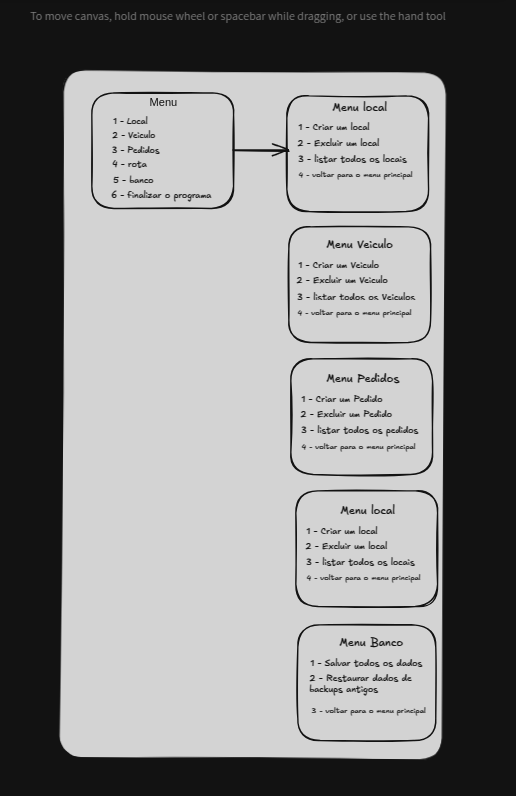 To move canvas, hold mouse wheel or spacebar while dragging, or use the hand tool
Menu
1 - Local
2 - Veiculo
3 - Pedidos
4 - rota
5 - banco
6 - finalizar o programa
Menu local
1 - Criar um local
2 - Excluir um local
3 - listar todos os locais
4 - voltar para o menu principal
Menu Veiculo
1 - Criar um Veiculo
2 - Excluir um Veiculo
3 - listar todos os Veiculos
4 - voltar para o menu principal
Menu Pedidos
1 - Criar um Pedido
2 - Excluir um Pedido
3 - listar todos os pedidos
4 - voltar para o menu principal
Menu local
1 - Criar um local
2 - Excluir um local
3 - listar todos os locais
4 - voltar para o menu principal
Menu Banco
1 - Salvar todos os dados
2 - Restaurar dados de
backups antigos
3 - voltar para o menu principal